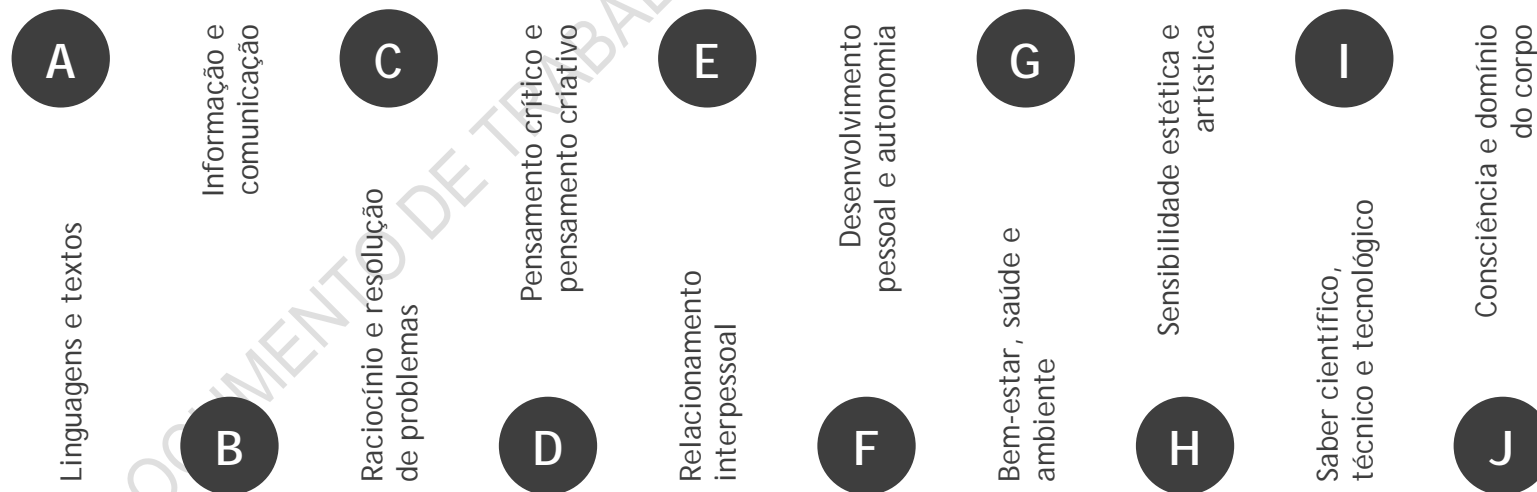 A
Linguagens e textos
Informação e
comunicação
B
C
Raciocínio e resolução
de problemas
Pensamento crítico e
pensamento criativo
D
E
Relacionamento
interpessoal
Desenvolvimento
pessoal e autonomia
F
G
Bem-estar, saúde e
ambiente
Sensibilidade estética e
artística
H
I
Saber científico,
técnico e tecnológico
Consciência e domínio
do corpo
J